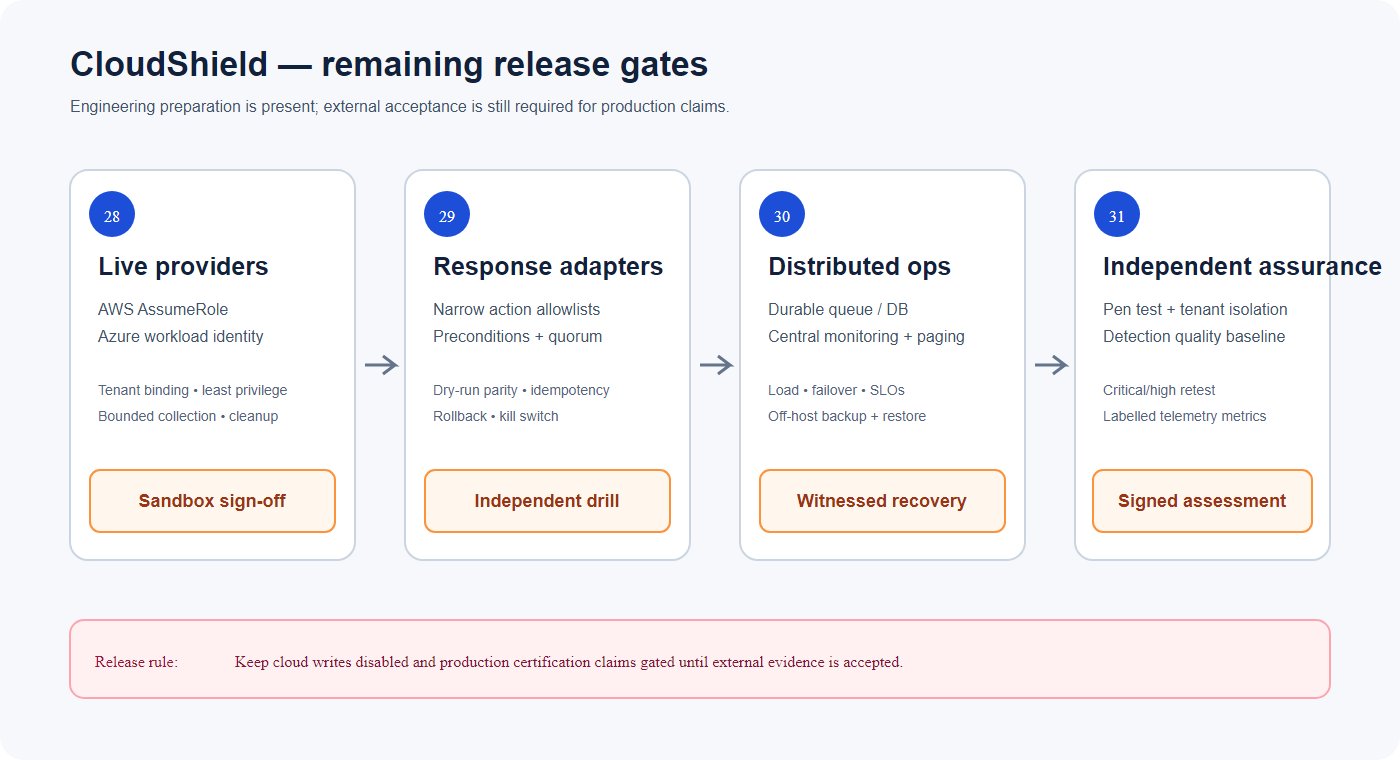 CloudShield — remaining release gates
Engineering preparation is present; external acceptance is still required for production claims.
28
Live providers
AWS AssumeRole
Azure workload identity
Tenant binding • least privilege
Bounded collection • cleanup
Sandbox sign-off
29
Response adapters
Narrow action allowlists
Preconditions + quorum
Dry-run parity • idempotency
Rollback • kill switch
Independent drill
30
Distributed ops
Durable queue / DB
Central monitoring + paging
Load • failover • SLOs
Off-host backup + restore
Witnessed recovery
31
Independent assurance
Pen test + tenant isolation
Detection quality baseline
Critical/high retest
Labelled telemetry metrics
Signed assessment
Release rule: Keep cloud writes disabled and production certification claims gated until external evidence is accepted.